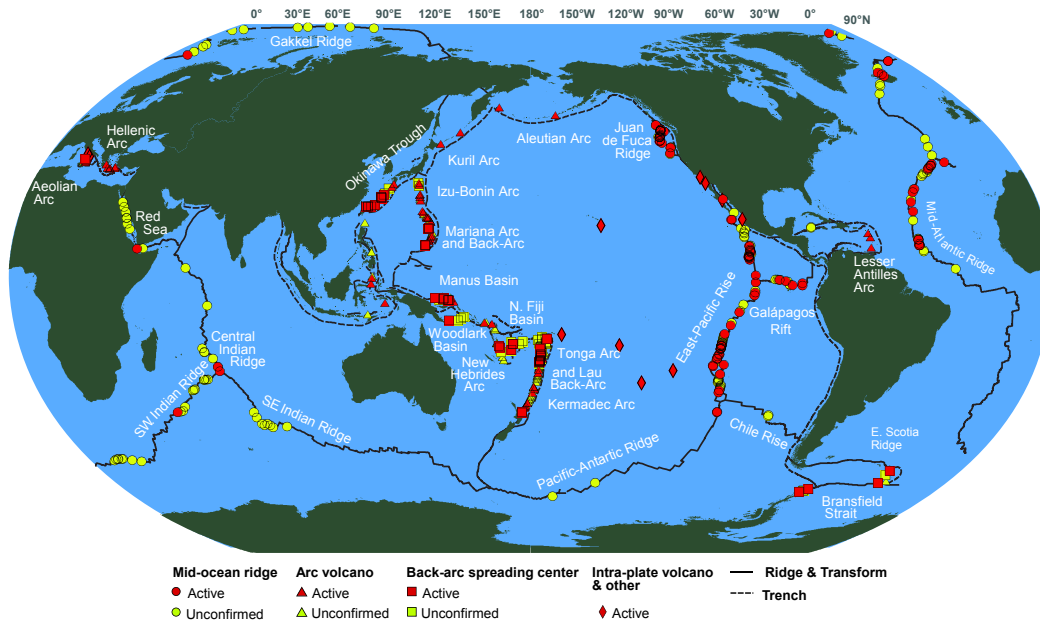 0° 30°E 60°E 90°E 120°E 150°E 180°E 150°W 120°W 90°W 60°W 30°W 0° 90°N
Gakkel Ridge
Hellenic
Arc
Aeolian
Arc
Red
Sea
Okinawa Trough
Kuril Arc
Aleutian Arc
Izu-Bonin Arc
Mariana Arc
and Back-Arc
Manus Basin
Woodlark
Basin
N. Fiji
Basin
New
Hebrides
Arc
Tonga Arc
and Lau
Back-Arc
Kermadec Arc
Juan
de Fuca
Ridge
East-Pacific Rise
Galápagos
Rift
Lesser
Antilles
Arc
Mid-Atlantic Ridge
Central
Indian
Ridge
SW Indian Ridge
SE Indian Ridge
Pacific-Antartic Ridge
Chile Rise
E. Scotia
Ridge
Bransfield
Strait
Mid-ocean ridge
Active
Unconfirmed
Arc volcano
Active
Unconfirmed
Back-arc spreading center
Active
Unconfirmed
Intra-plate volcano
& other
Active
Ridge & Transform
Trench